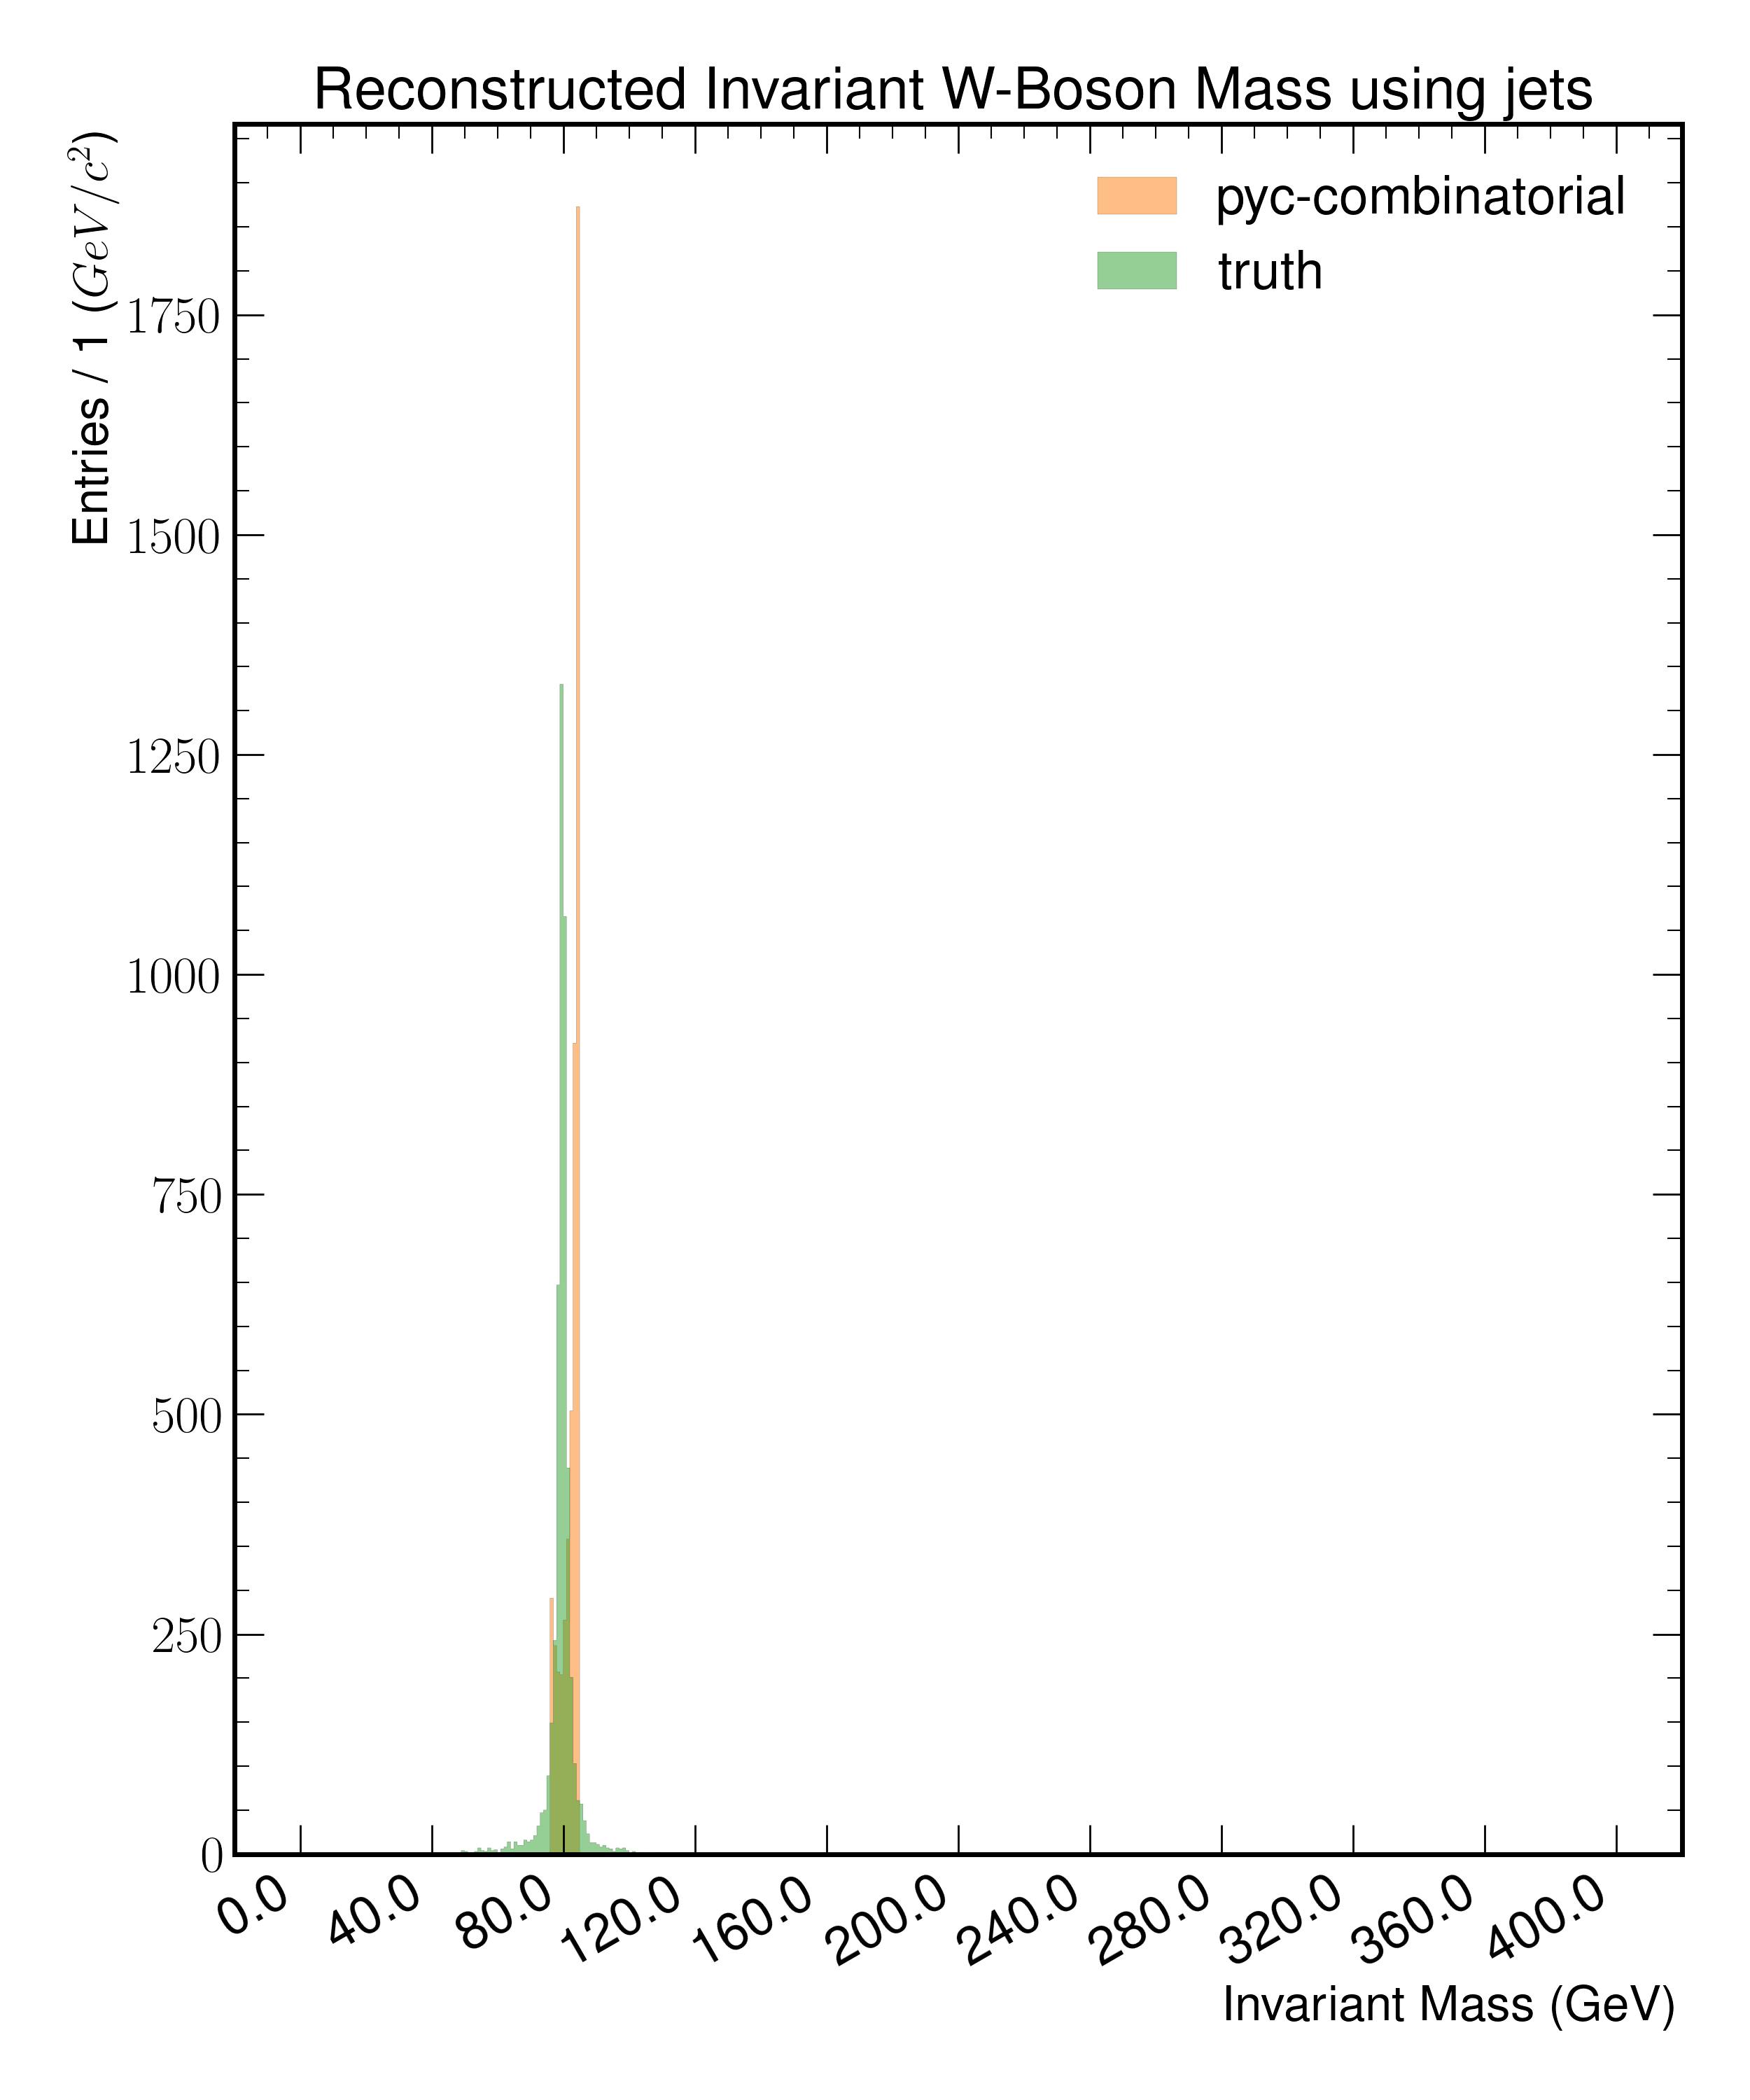 Reconstructed Invariant W-Boson Mass using jets
Entries / 1 (GeV/c²)
pyc-combinatorial
truth
1750
1500
1250
1000
750
500
250
0
0.0 40.0 80.0 120.0 160.0 200.0 240.0 280.0 320.0 360.0 400.0
Invariant Mass (GeV)